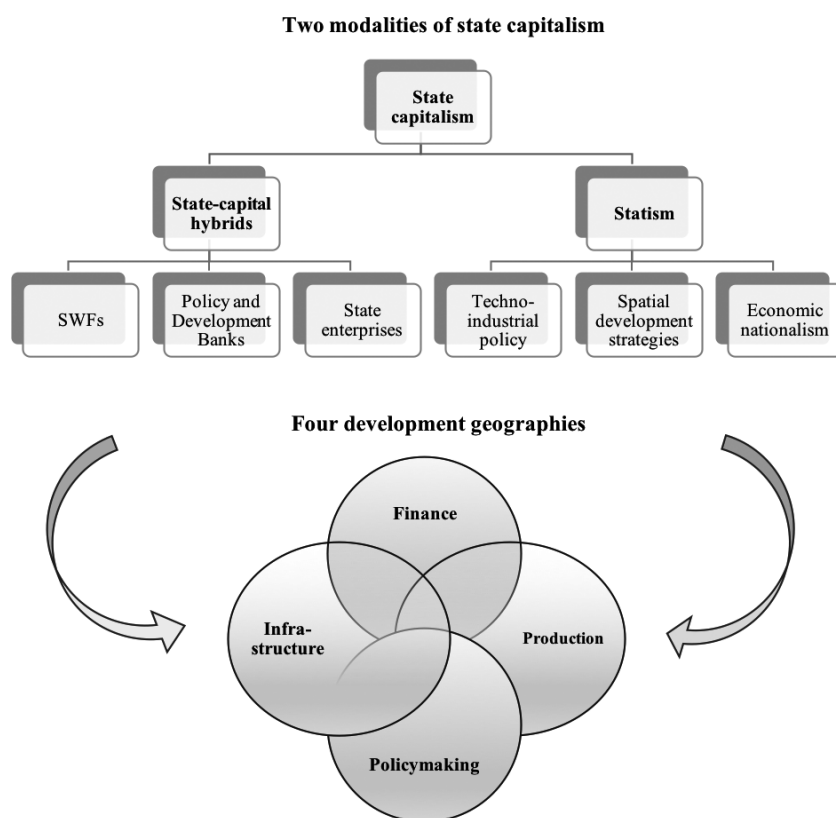 Two modalities of state capitalism
State
capitalism
State-capital
hybrids
Statism
SWFs
Policy and
Development
Banks
State
enterprises
Techno-
industrial
policy
Spatial
development
strategies
Economic
nationalism
Four development geographies
Finance
Infra-
structure
Production
Policymaking